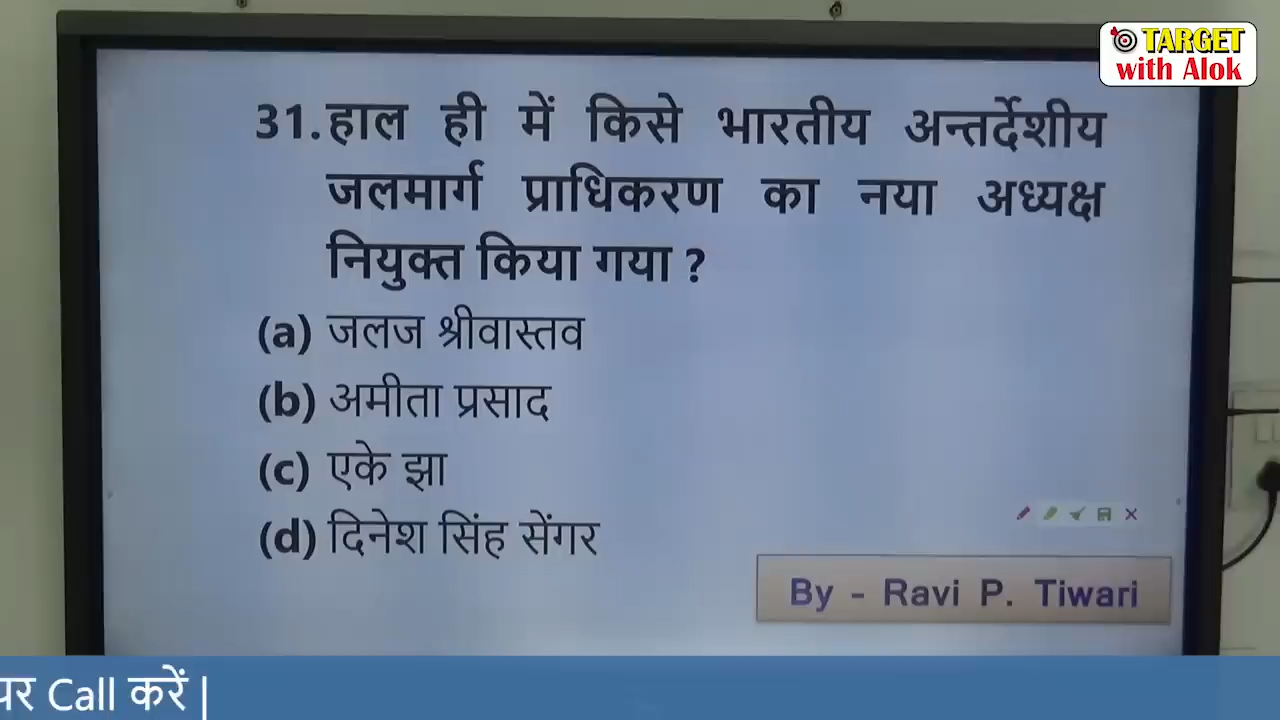 TARGET
with Alok
31. हाल ही में किसे भारतीय अन्तर्देशीय
जलमार्ग प्राधिकरण का नया अध्यक्ष
नियुक्त किया गया ?
(a) जलज श्रीवास्तव
(b) अमीता प्रसाद
(c) एके झा
(d) दिनेश सिंह सेंगर
By - Ravi P. Tiwari
पर Call करें |